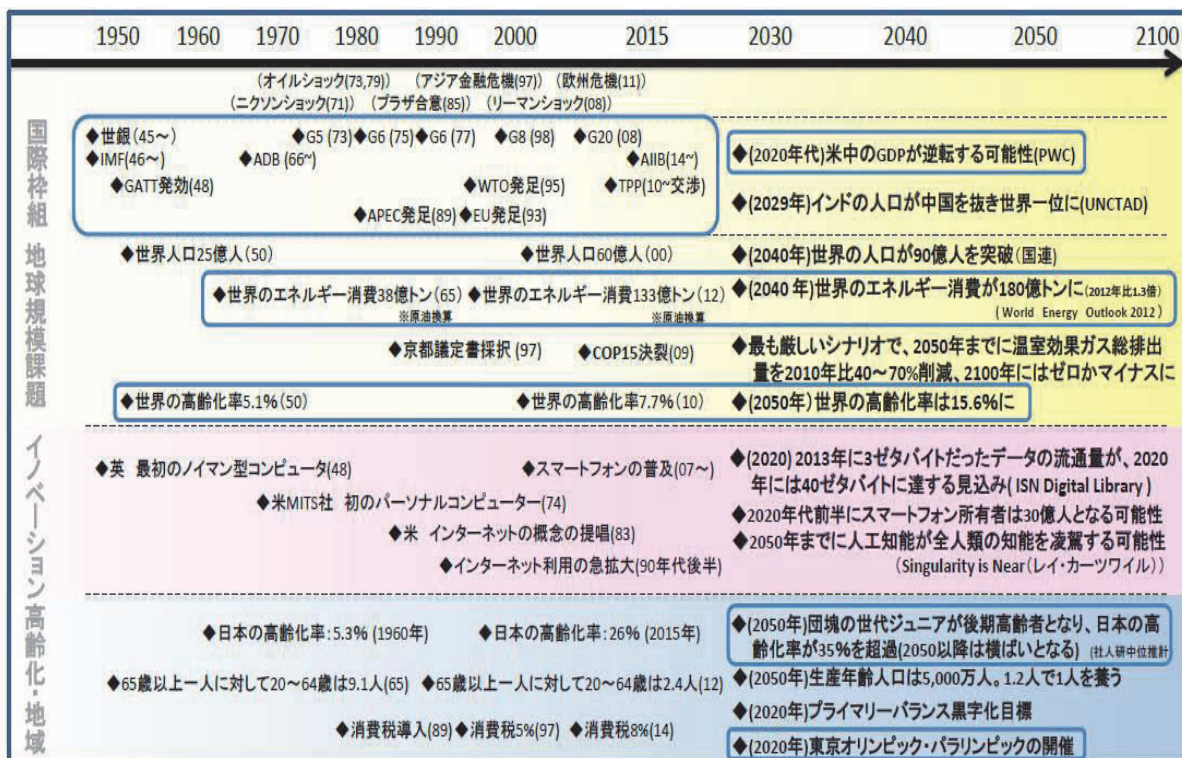 1950 1960 1970 1980 1990 2000 2015 2030 2040 2050 2100
(オイルショック(73,79) (アジア金融危機(97) (欧州危機(11)
(ニクソンショック(71) (プラザ合意(85) (リーマンショック(08)
国際枠組
◆世銀(45~) ◆G5 (73) ◆G6 (75) ◆G6 (77) ◆G8 (98) ◆G20 (08)
◆IMF(46~) ◆ADB (66~) ◆AIIB(14~)
◆GATT発効(48) ◆WTO発足(95) ◆TPP(10~交渉)
◆APEC発足(89) ◆EU発足(93)
◆(2020年代)米中のGDPが逆転する可能性(PWC)
◆(2029年)インドの人口が中国を抜き世界一位に(UNCTAD)
地球規模課題
◆世界人口25億人(50) ◆世界人口60億人(00) ◆(2040年)世界の人口が90億人を突破(国連)
◆世界のエネルギー消費38億トン(65) ◆世界のエネルギー消費133億トン(12) ◆(2040年)世界のエネルギー消費が180億トンに(2012年比1.3倍)
※原油換算 ※原油換算 (World Energy Outlook 2012)
◆京都議定書採択(97) ◆COP15決裂(09) ◆最も厳しいシナリオで、2050年までに温室効果ガス総排出
量を2010年比40~70%削減、2100年にはゼロかマイナスに
◆世界の高齢化率5.1%(50) ◆世界の高齢化率7.7%(10) ◆(2050年)世界の高齢化率は15.6%に
イノベーション
◆英 最初のノイマン型コンピュータ(48) ◆スマートフォンの普及(07~)
◆米MITS社 初のパーソナルコンピューター(74)
◆米 インターネットの概念の提唱(83)
◆インターネット利用の急拡大(90年代後半)
◆(2020) 2013年に3ゼタバイトだったデータの流通量が、2020
年には40ゼタバイトに達する見込み( ISN Digital Library )
◆2020年代前半にスマートフォン所有者は30億人となる可能性
◆2050年までに人工知能が全人類の知能を凌駕する可能性
(Singularity is Near(レイ・カーツワイル))
高齢化・地域
◆日本の高齢化率:5.3% (1960年) ◆日本の高齢化率:26% (2015年)
◆65歳以上一人に対して20~64歳は9.1人(65) ◆65歳以上一人に対して20~64歳は2.4人(12)
◆消費税導入(89) ◆消費税5%(97) ◆消費税8%(14)
◆(2050年)団塊の世代ジュニアが後期高齢者となり、日本の高
齢化率が35%を超過(2050以降は横ばいとなる) (社人研中位推計
◆(2050年)生産年齢人口は5,000万人。1.2人で1人を養う
◆(2020年)プライマリーバランス黒字化目標
◆(2020年)東京オリンピック・パラリンピックの開催